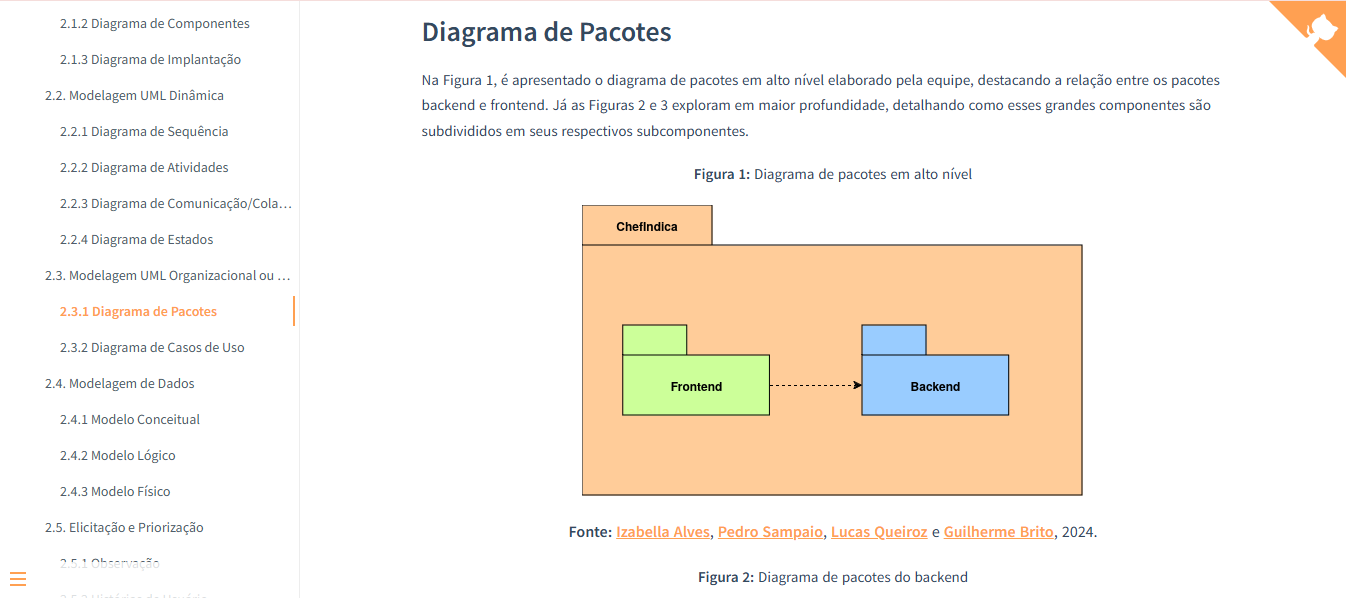 2.1.2 Diagrama de Componentes
2.1.3 Diagrama de Implantação
2.2. Modelagem UML Dinâmica
2.2.1 Diagrama de Sequência
2.2.2 Diagrama de Atividades
2.2.3 Diagrama de Comunicação/Cola…
2.2.4 Diagrama de Estados
2.3. Modelagem UML Organizacional ou …
2.3.1 Diagrama de Pacotes
2.3.2 Diagrama de Casos de Uso
2.4. Modelagem de Dados
2.4.1 Modelo Conceitual
2.4.2 Modelo Lógico
2.4.3 Modelo Físico
2.5. Elicitação e Priorização
2.5.1 Observação
Diagrama de Pacotes
Na Figura 1, é apresentado o diagrama de pacotes em alto nível elaborado pela equipe, destacando a relação entre os pacotes
backend e frontend. Já as Figuras 2 e 3 exploram em maior profundidade, detalhando como esses grandes componentes são
subdivididos em seus respectivos subcomponentes.
Figura 1: Diagrama de pacotes em alto nível
ChefIndica
Frontend
Backend
Fonte: Izabella Alves, Pedro Sampaio, Lucas Queiroz e Guilherme Brito, 2024.
Figura 2: Diagrama de pacotes do backend